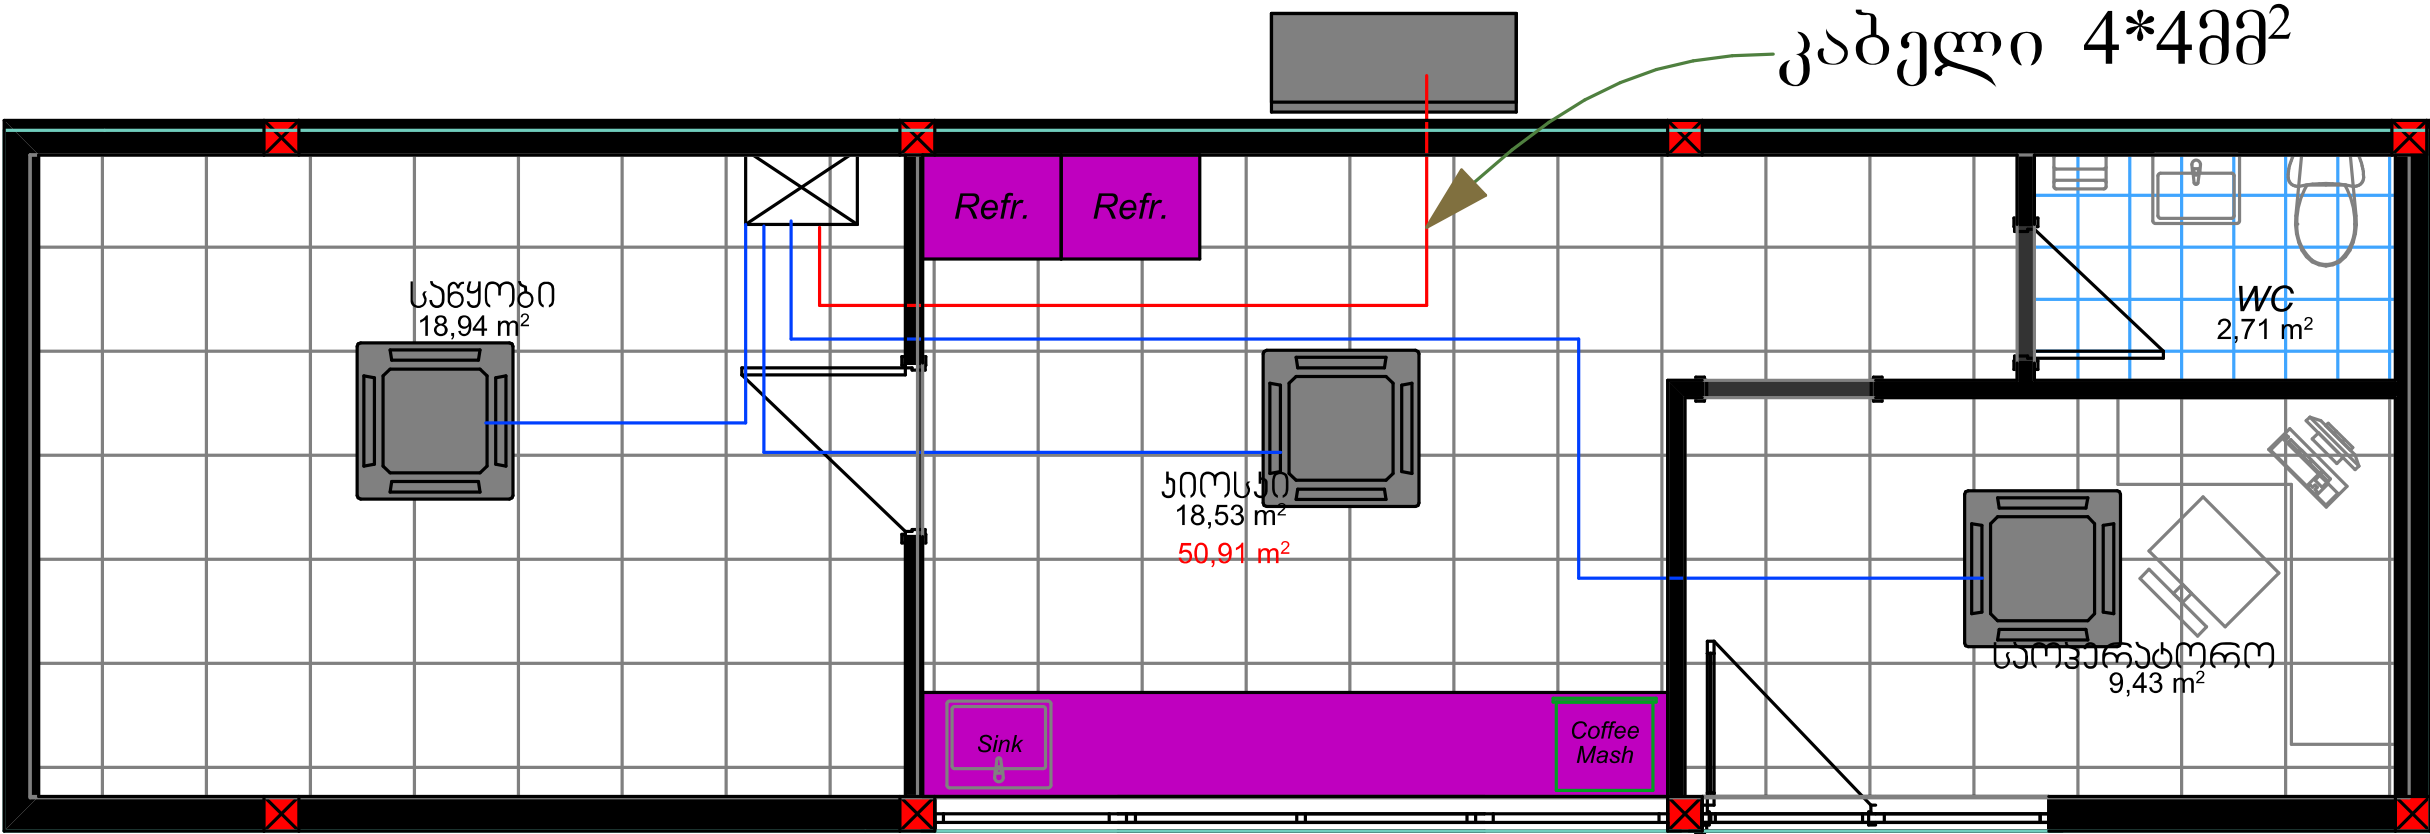 კაბელი 4*4მმ²
Refr.
Refr.
საწყობი
18,94 m²
WC
2,71 m²
კიოსკი
18,53 m²
50,91 m²
საოპერატორო
9,43 m²
Sink
Coffee
Mash